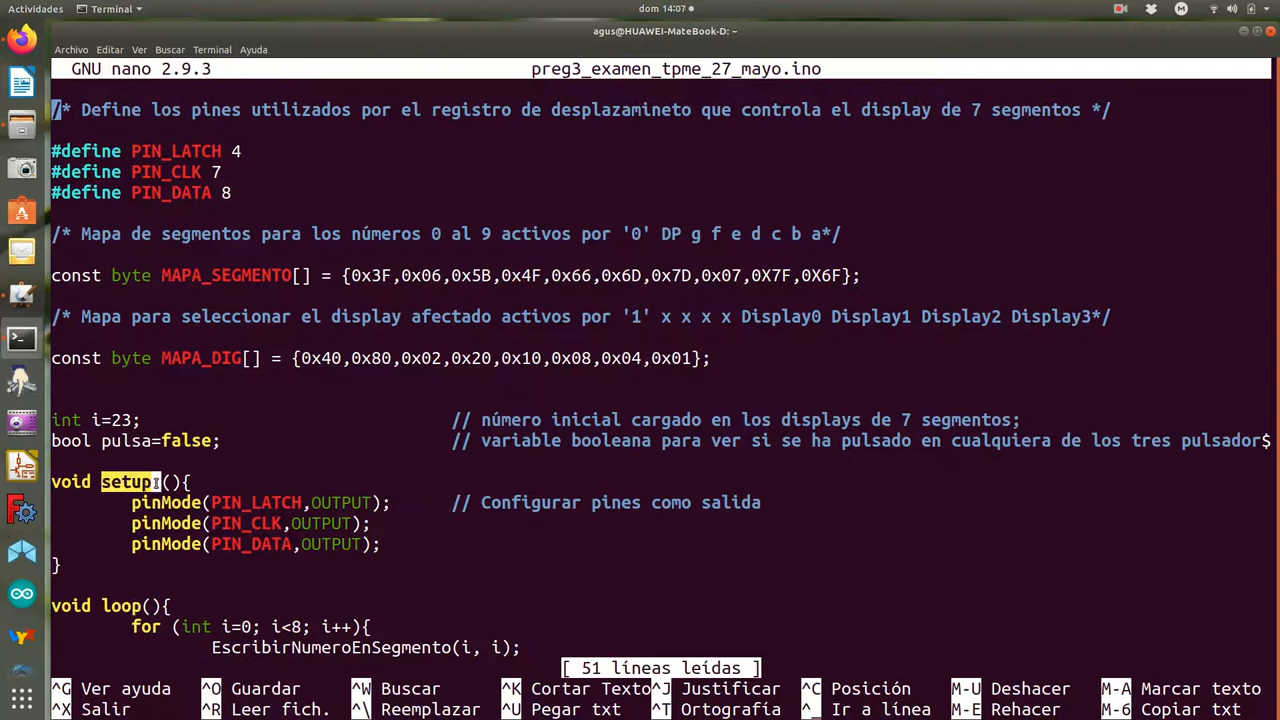 Actividades Terminal dom 14:07
agus@HUAWEI-MateBook-D: ~
Archivo Editar Ver Buscar Terminal Ayuda
GNU nano 2.9.3 preg3_examen_tpme_27_mayo.ino
/* Define los pines utilizados por el registro de desplazamineto que controla el display de 7 segmentos */
#define PIN_LATCH 4
#define PIN_CLK 7
#define PIN_DATA 8
/* Mapa de segmentos para los números 0 al 9 activos por '0' DP g f e d c b a*/
const byte MAPA_SEGMENTO[] = {0x3F,0x06,0x5B,0x4F,0x66,0x6D,0x7D,0x07,0X7F,0X6F};
/* Mapa para seleccionar el display afectado activos por '1' x x x x Display0 Display1 Display2 Display3*/
const byte MAPA_DIG[] = {0x40,0x80,0x02,0x20,0x10,0x08,0x04,0x01};
int i=23; // número inicial cargado en los displays de 7 segmentos;
bool pulsa=false; // variable booleana para ver si se ha pulsado en cualquiera de los tres pulsador$
void setup(){
pinMode(PIN_LATCH,OUTPUT); // Configurar pines como salida
pinMode(PIN_CLK,OUTPUT);
pinMode(PIN_DATA,OUTPUT);
}
void loop(){
for (int i=0; i<8; i++){
EscribirNumeroEnSegmento(i, i);
[ 51 líneas leídas ]
^G Ver ayuda ^O Guardar ^W Buscar ^K Cortar Texto ^J Justificar ^C Posición M-U Deshacer M-A Marcar texto
^X Salir ^R Leer fich. ^\ Reemplazar ^U Pegar txt ^T Ortografía ^_ Ir a línea M-E Rehacer M-6 Copiar txt